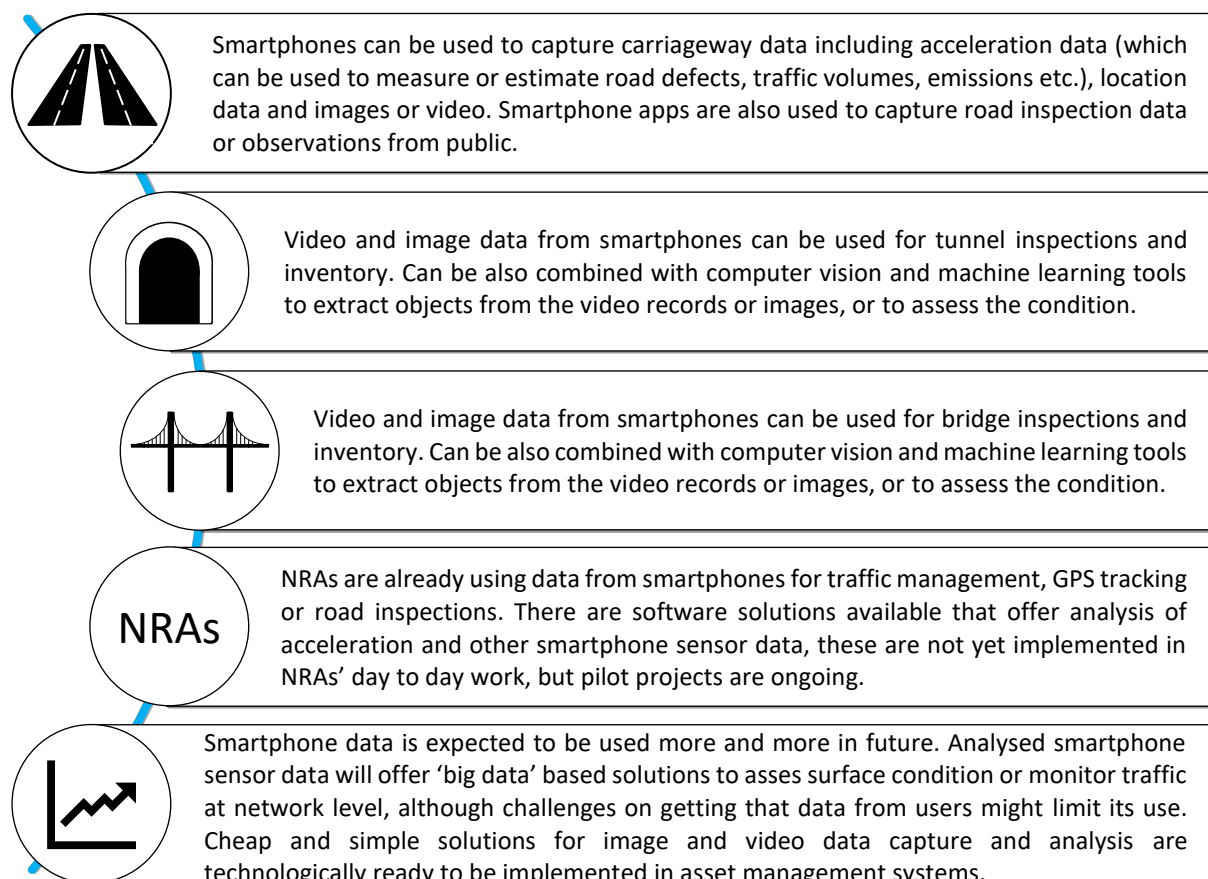 Smartphones can be used to capture carriageway data including acceleration data (which
can be used to measure or estimate road defects, traffic volumes, emissions etc.), location
data and images or video. Smartphone apps are also used to capture road inspection data
or observations from public.
Video and image data from smartphones can be used for tunnel inspections and
inventory. Can be also combined with computer vision and machine learning tools
to extract objects from the video records or images, or to assess the condition.
Video and image data from smartphones can be used for bridge inspections and
inventory. Can be also combined with computer vision and machine learning tools
to extract objects from the video records or images, or to assess the condition.
NRAs
NRAs are already using data from smartphones for traffic management, GPS tracking
or road inspections. There are software solutions available that offer analysis of
acceleration and other smartphone sensor data, these are not yet implemented in
NRAs’ day to day work, but pilot projects are ongoing.
Smartphone data is expected to be used more and more in future. Analysed smartphone
sensor data will offer ‘big data’ based solutions to asses surface condition or monitor traffic
at network level, although challenges on getting that data from users might limit its use.
Cheap and simple solutions for image and video data capture and analysis are
technologically ready to be implemented in asset management systems.